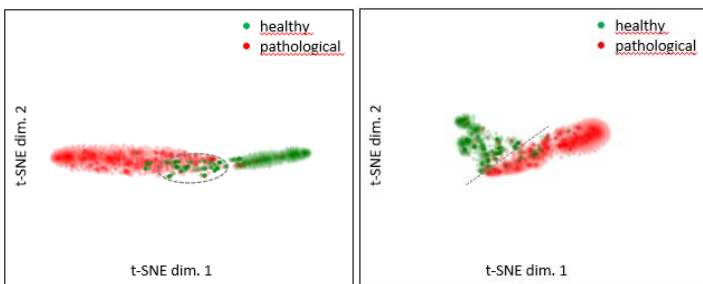 healthy
pathological
t-SNE dim. 2
t-SNE dim. 1
healthy
pathological
t-SNE dim. 2
t-SNE dim. 1